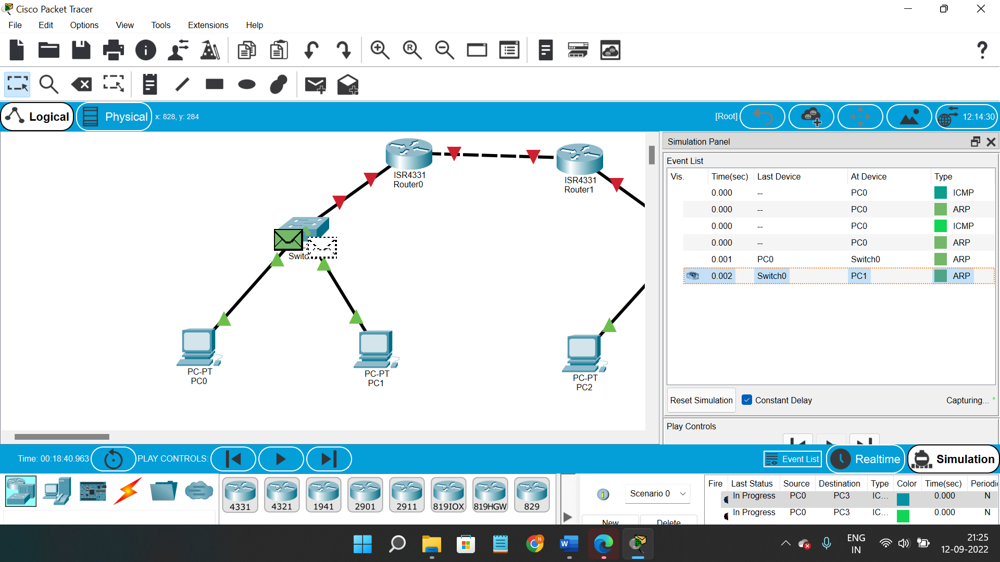 Cisco Packet Tracer
File Edit Options View Tools Extensions Help
Logical Physical x: 828, y: 284 [Root] 12:14:30
Simulation Panel
Event List
Vis. Time(sec) Last Device At Device Type
0.000 -- PC0 ICMP
0.000 -- PC0 ARP
0.000 -- PC0 ICMP
0.000 -- PC0 ARP
0.001 PC0 Switch0 ARP
0.002 Switch0 PC1 ARP
ISR4331
Router0
ISR4331
Router1
Switc
PC-PT
PC0
PC-PT
PC1
PC-PT
PC2
Reset Simulation Constant Delay Capturing... *
Play Controls
Time: 00:18:40.963 PLAY CONTROLS: Event List Realtime Simulation
4331 4321 1941 2901 2911 819IOX 819HGW 829
Scenario 0
New Delete
Fire Last Status Source Destination Type Color Time(sec) Periodi
In Progress PC0 PC3 IC... 0.000 N
In Progress PC0 PC3 IC... 0.000 N
ENG
IN
21:25
12-09-2022